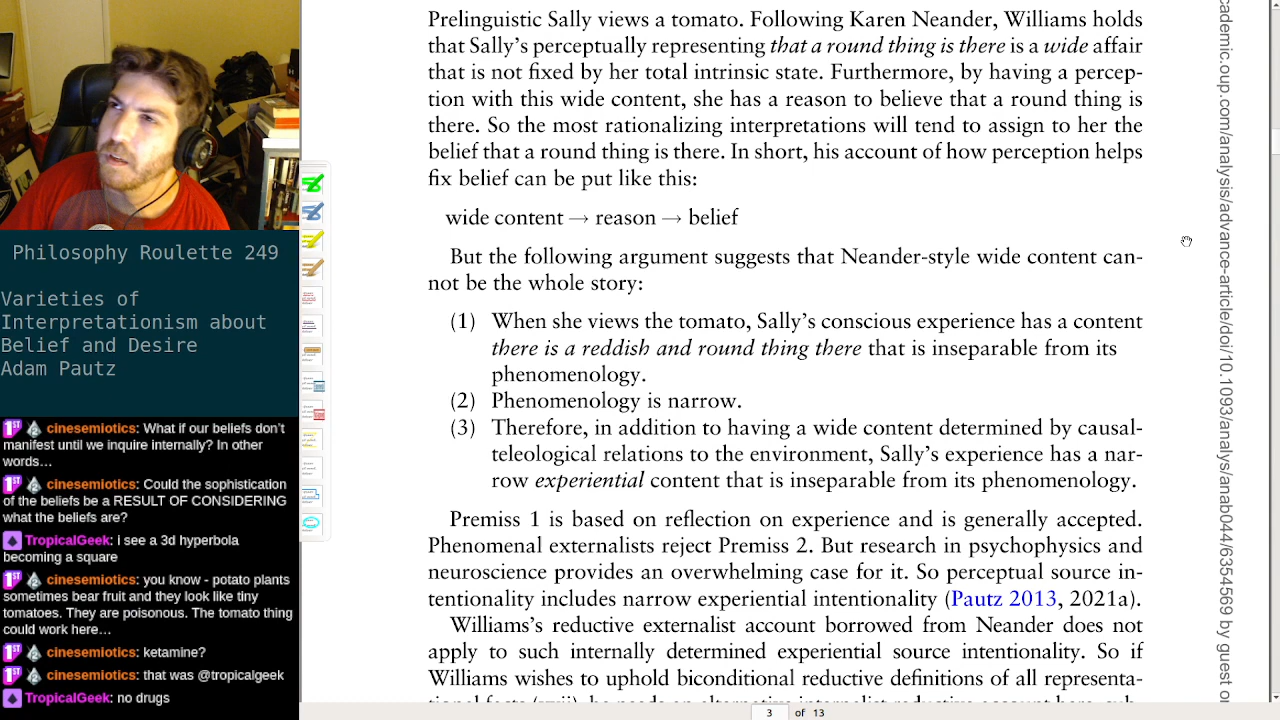 Philosophy Roulette 249
Varities of
Interpretationism about
Belief and Desire
Adam Pautz
cinesemiotics: What if our beliefs don't
manifest until we inquire internally? In other
words…
cinesemiotics: Could the sophistication
of the beliefs be a RESULT OF CONSIDERING
what the beliefs are?
TropicalGeek: i see a 3d hyperbola
becoming a square
cinesemiotics: you know - potato plants
sometimes bear fruit and they look like tiny
tomatoes. They are poisonous. The tomato thing
could work here…
cinesemiotics: ketamine?
cinesemiotics: that was @tropicalgeek
TropicalGeek: no drugs
Prelinguistic Sally views a tomato. Following Karen Neander, Williams holds
that Sally's perceptually representing that a round thing is there is a wide affair
that is not fixed by her total intrinsic state. Furthermore, by having a percep-
tion with this wide content, she has a reason to believe that a round thing is
there. So the most rationalizing interpretations will tend to assign to her the
belief that a round thing is there. In short, his account of how perception helps
fix belief can be put like this:
wide content → reason → belief
But the following argument suggests that Neander-style wide content can-
not be the whole story:
(1) When she views the tomato, Sally's conscious experience has a content
there is a reddish and round thing there that is inseparable from its
phenomenology.
(2) Phenomenology is narrow.
(3) Therefore, in addition to having a wide content determined by causal-
teleological relations to the environment, Sally's experience has a nar-
row experiential content that is inseparable from its phenomenology.
Premiss 1 is based on reflection on experience and is generally accepted.
Phenomenal externalists reject premiss 2. But research in psychophysics and
neuroscience provides an overwhelming case for it. So perceptual source in-
tentionality includes narrow experiential intentionality (Pautz 2013, 2021a).
Williams's reductive externalist account borrowed from Neander does not
apply to such internally determined experiential source intentionality. So if
Williams wishes to uphold biconditional reductive definitions of all representa-
cademic.oup.com/analysis/advance-article/doi/10.1093/analys/anab044/6354569 by guest o
3 of 13